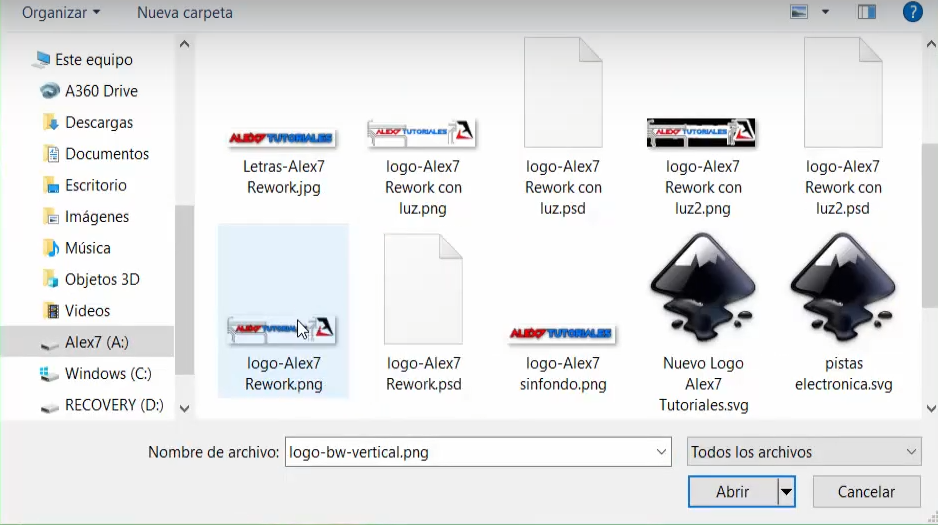 Organizar
Nueva carpeta
Este equipo
A360 Drive
Descargas
Documentos
Escritorio
Imágenes
Música
Objetos 3D
Videos
Alex7 (A:)
Windows (C:)
RECOVERY (D:)
ALEX7 TUTORIALES
Letras-Alex7
Rework.jpg
ALEX7 TUTORIALES
logo-Alex7
Rework con
luz.png
logo-Alex7
Rework con
luz.psd
ALEX7 TUTORIALES
logo-Alex7
Rework con
luz2.png
logo-Alex7
Rework con
luz2.psd
ALEX7 TUTORIALES
logo-Alex7
Rework.png
logo-Alex7
Rework.psd
ALEX7 TUTORIALES
logo-Alex7
sinfondo.png
Nuevo Logo
Alex7
Tutoriales.svg
pistas
electronica.svg
Nombre de archivo:
logo-bw-vertical.png
Todos los archivos
Abrir
Cancelar